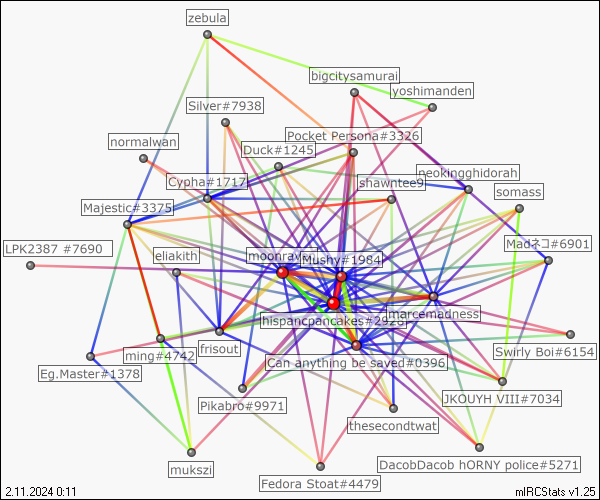 zebula
bigcitysamurai
yoshimanden
Silver#7938
Pocket Persona#3326
normalwan
Duck#1245
neokingghidorah
Cypha#1717
shawntee9
somass
Majestic#3375
Madネコ#6901
LPK2387 #7690
eliakith
Mushy#1984
hispancpancakes#2926
marcemadness
frisout
ming#4742
Can anything be saved#0396
Swirly Boi#6154
Eg.Master#1378
JKOUYH VIII#7034
Pikabro#9971
thesecondtwat
mukszi
DacobDacob hORNY police#5271
Fedora Stoat#4479
2.11.2024 0:11
mIRCStats v1.25